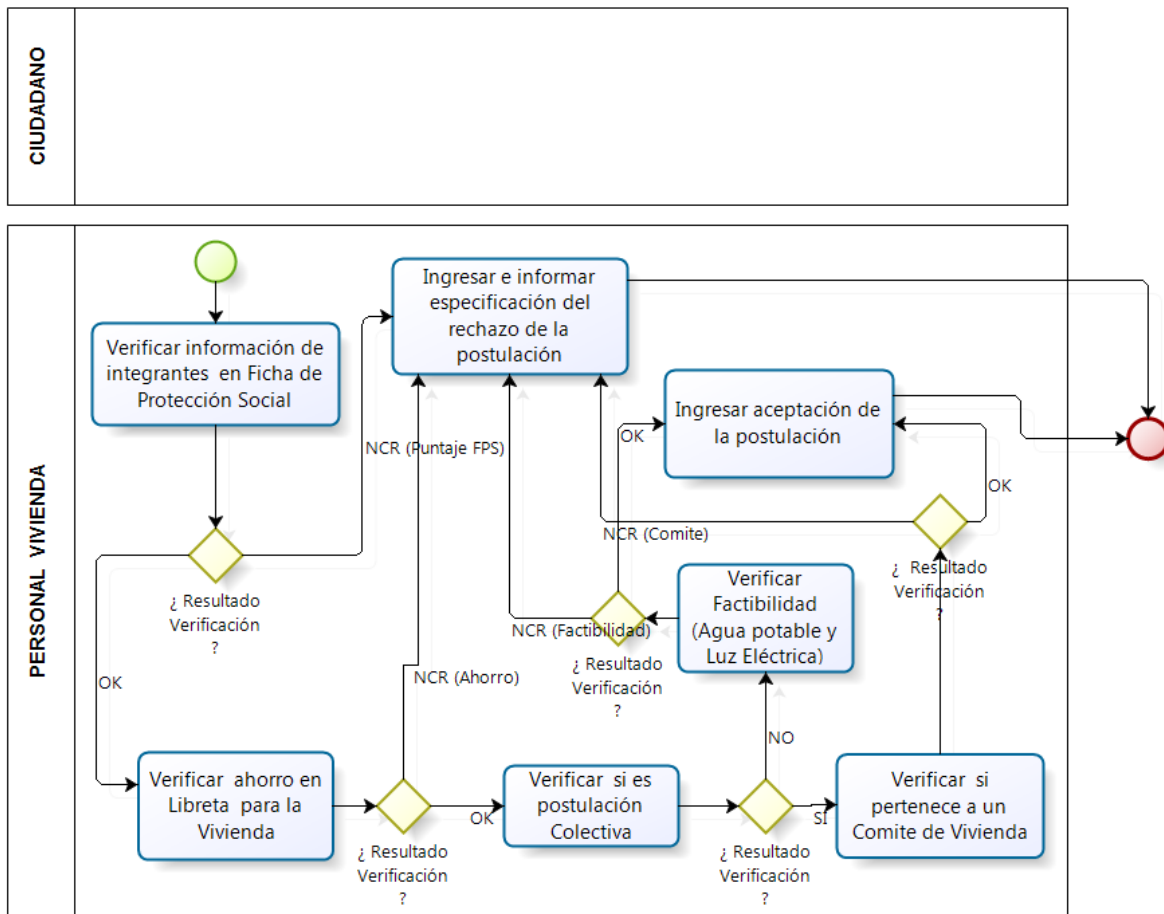 CIUDADANO
PERSONAL VIVIENDA
Verificar información de
integrantes en Ficha de
Protección Social
Ingresar e informar
especificación del
rechazo de la
postulación
Ingresar aceptación de
la postulación
OK
NCR (Puntaje FPS)
OK
NCR (Comite)
¿ Resultado
Verificación
?
¿ Resultado
Verificación
?
Verificar
Factibilidad
(Agua potable y
Luz Eléctrica)
NCR (Factibilidad)
¿ Resultado
Verificación
?
NCR (Ahorro)
OK
NO
Verificar ahorro en
Libreta para la
Vivienda
OK
Verificar si es
postulación
Colectiva
SI
Verificar si
pertenece a un
Comite de Vivienda
¿ Resultado
Verificación
?
¿ Resultado
Verificación
?